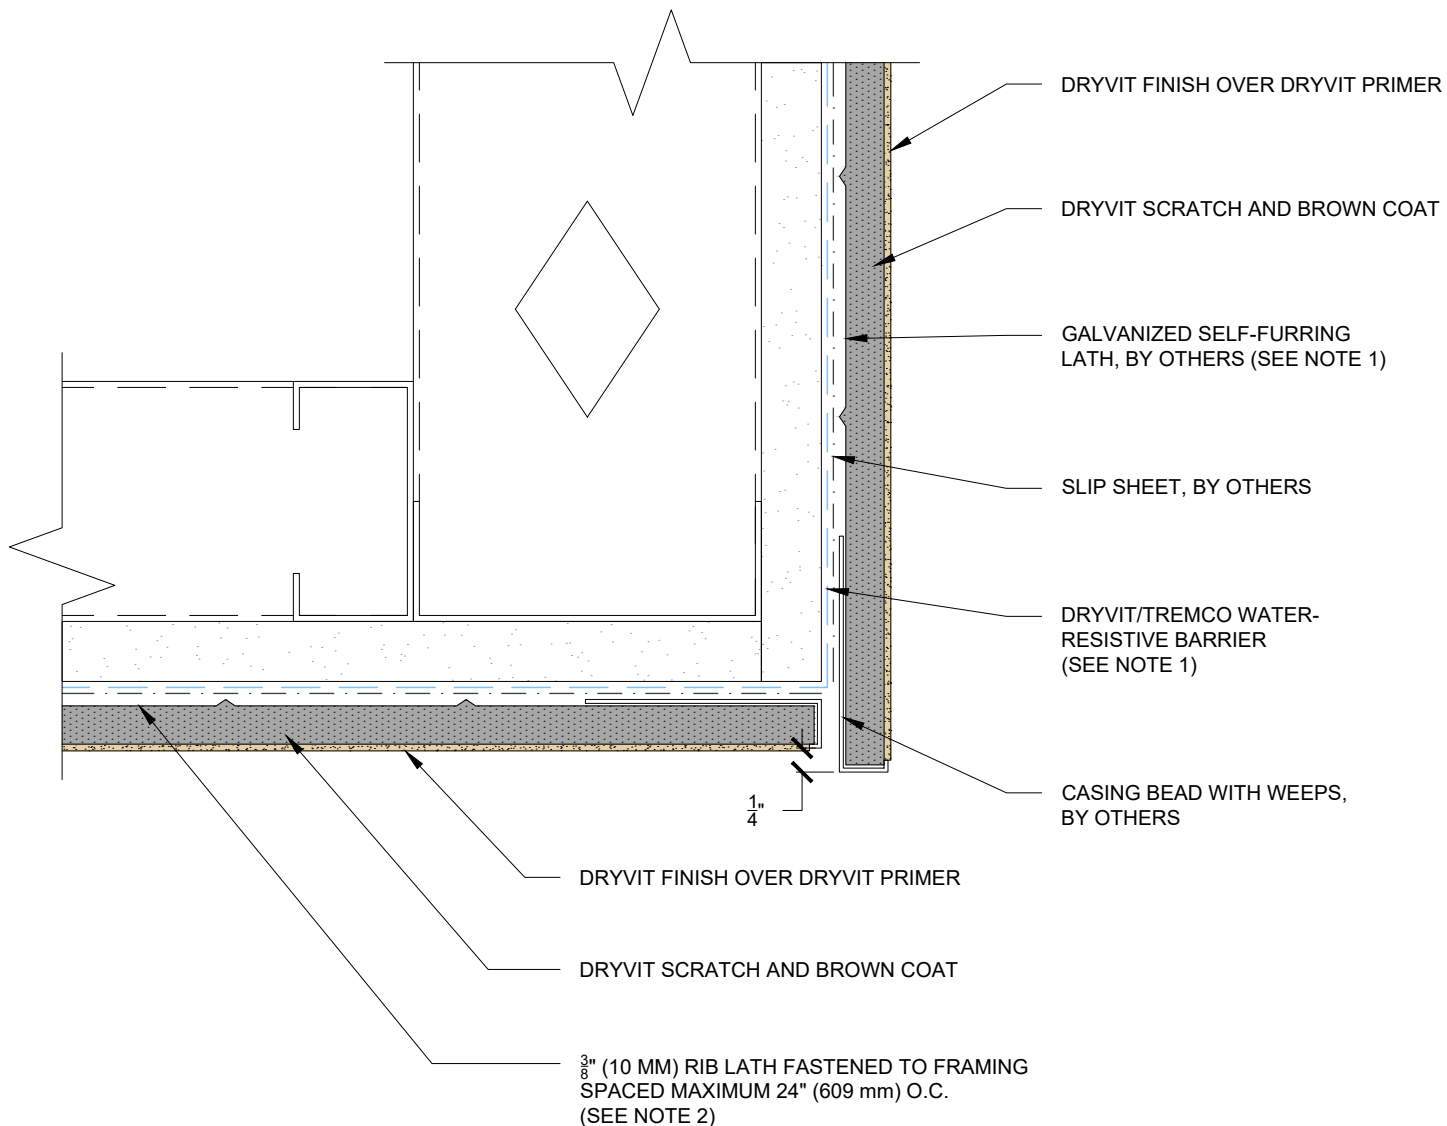 DRYVIT FINISH OVER DRYVIT PRIMER
DRYVIT SCRATCH AND BROWN COAT
GALVANIZED SELF-FURRING
LATH, BY OTHERS (SEE NOTE 1)
SLIP SHEET, BY OTHERS
DRYVIT/TREMCO WATER-
RESISTIVE BARRIER
(SEE NOTE 1)
CASING BEAD WITH WEEPS,
BY OTHERS
1/4"
DRYVIT FINISH OVER DRYVIT PRIMER
DRYVIT SCRATCH AND BROWN COAT
3/8" (10 MM) RIB LATH FASTENED TO FRAMING
SPACED MAXIMUM 24" (609 mm) O.C.
(SEE NOTE 2)